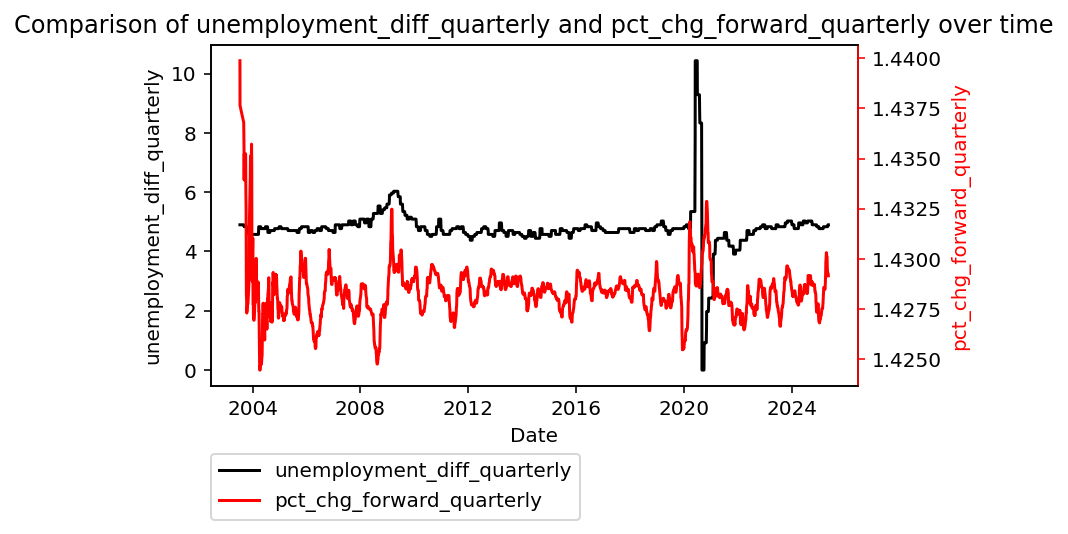 Comparison of unemployment_diff_quarterly and pct_chg_forward_quarterly over time
unemployment_diff_quarterly
10
8
6
4
2
0
1.4400
1.4375
1.4350
1.4325
1.4300
1.4275
1.4250
pct_chg_forward_quarterly
2004 2008 2012 2016 2020 2024
Date
unemployment_diff_quarterly
pct_chg_forward_quarterly